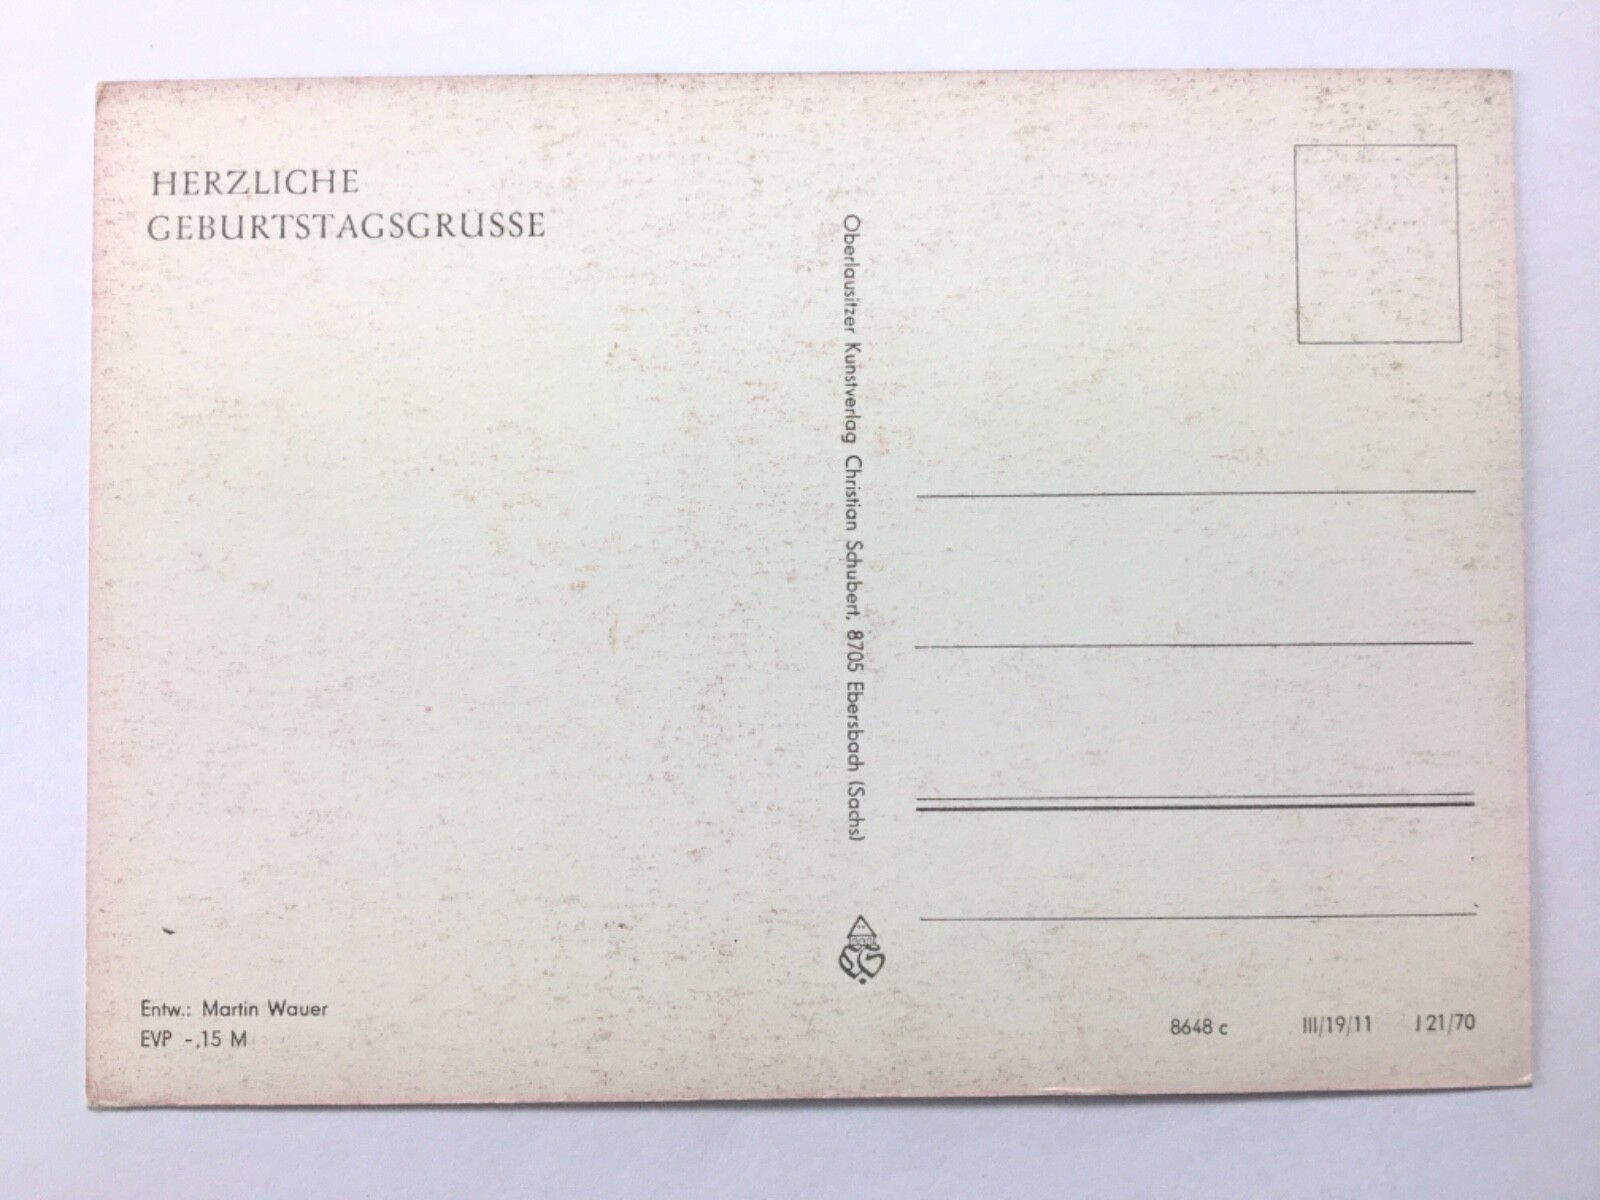 HERZLICHE
GEBURTSTAGSGRÜSSE
Oberlausitzer Kunstverlag Christian Schubert, 8705 Ebersbach (Sachs)
Entw.: Martin Wauer
EVP -,15 M
8648 c III/19/11 J 21/70